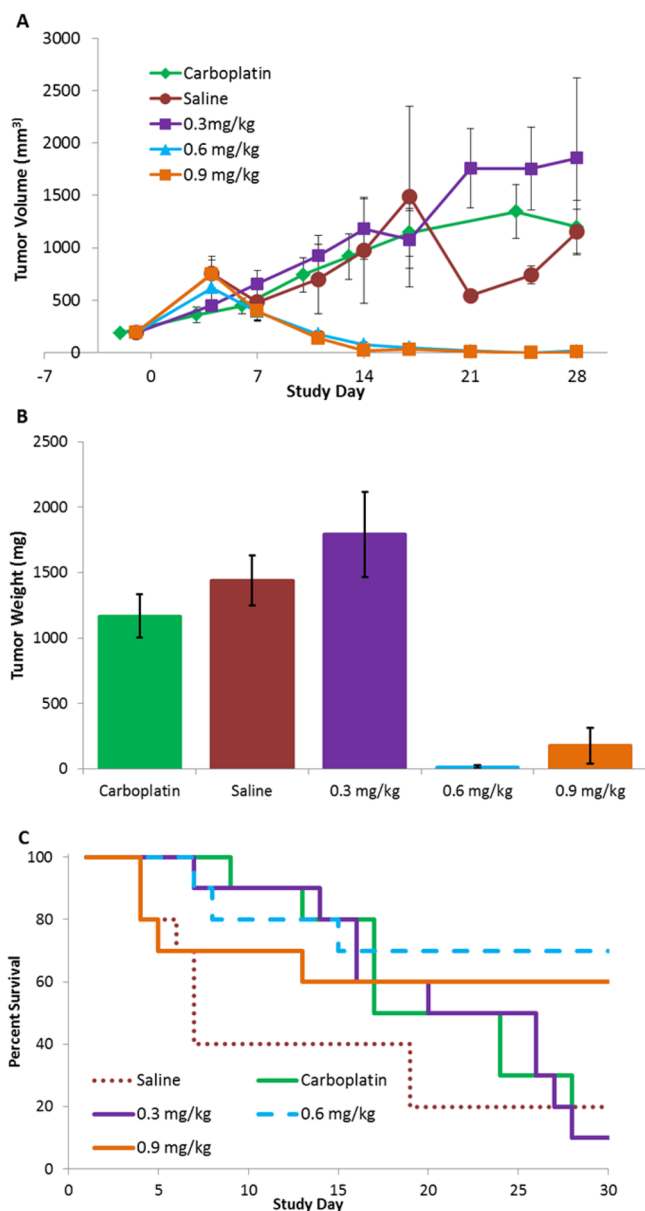 A
Tumor Volume (mm³)
3000
2500
2000
1500
1000
500
0
Carboplatin
Saline
0.3mg/kg
0.6 mg/kg
0.9 mg/kg
-7 0 7 14 21 28
Study Day
B
Tumor Weight (mg)
2500
2000
1500
1000
500
0
Carboplatin Saline 0.3 mg/kg 0.6 mg/kg 0.9 mg/kg
C
Percent Survival
100
80
60
40
20
0
Saline Carboplatin
0.3 mg/kg 0.6 mg/kg
0.9 mg/kg
0 5 10 15 20 25 30
Study Day